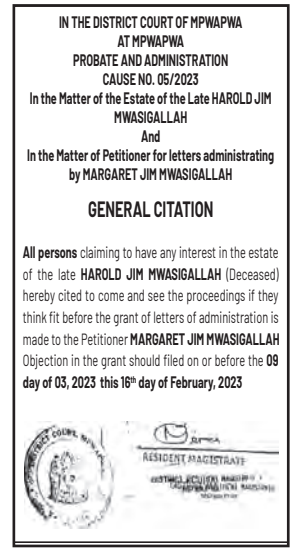 IN THE DISTRICT COURT OF MPWAPWA
AT MPWAPWA
PROBATE AND ADMINISTRATION
CAUSE NO. 05/2023
In the Matter of the Estate of the Late HAROLD JIM
MWASIGALLAH
And
In the Matter of Petitioner for letters administrating
by MARGARET JIM MWASIGALLAH
GENERAL CITATION
All persons claiming to have any interest in the estate
of the late HAROLD JIM MWASIGALLAH (Deceased)
hereby cited to come and see the proceedings if they
think fit before the grant of letters of administration is
made to the Petitioner MARGARET JIM MWASIGALLAH
Objection in the grant should filed on or before the 09
day of 03, 2023 this 16th day of February, 2023
DISTRICT COURT MPWAPWA
RESIDENT MAGISTRATE